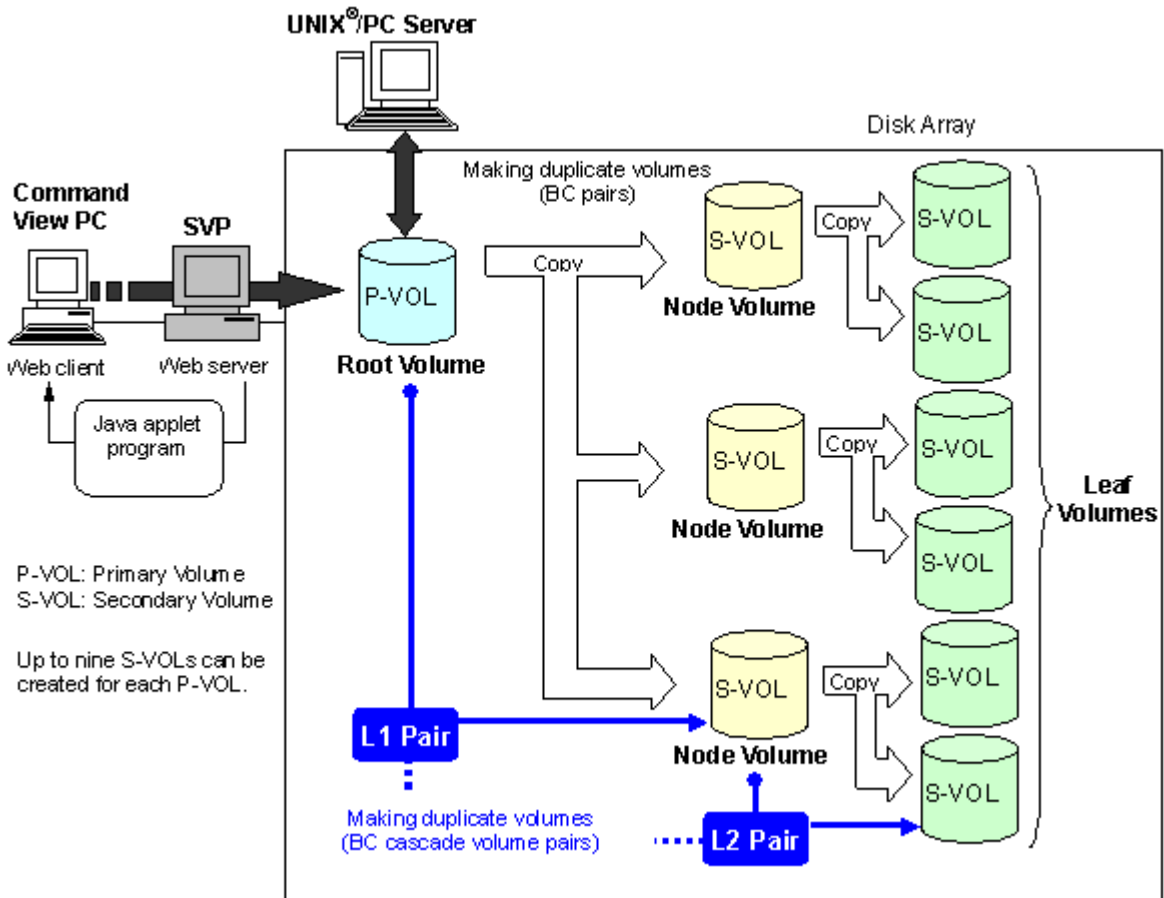 UNIX®/PC Server
Disk Array
Command
View PC
SVP
Making duplicate volumes
(BC pairs)
S-VOL
Copy
S-VOL
Copy
P-VOL
Node Volume
S-VOL
Web client
Web server
Root Volume
Java applet
program
S-VOL
Copy
S-VOL
Node Volume
Leaf
Volumes
S-VOL
P-VOL: Primary Volume
S-VOL: Secondary Volume
Up to nine S-VOLs can be
created for each P-VOL.
S-VOL
Copy
S-VOL
L1 Pair
Node Volume
S-VOL
Making duplicate volumes
(BC cascade volume pairs)
L2 Pair